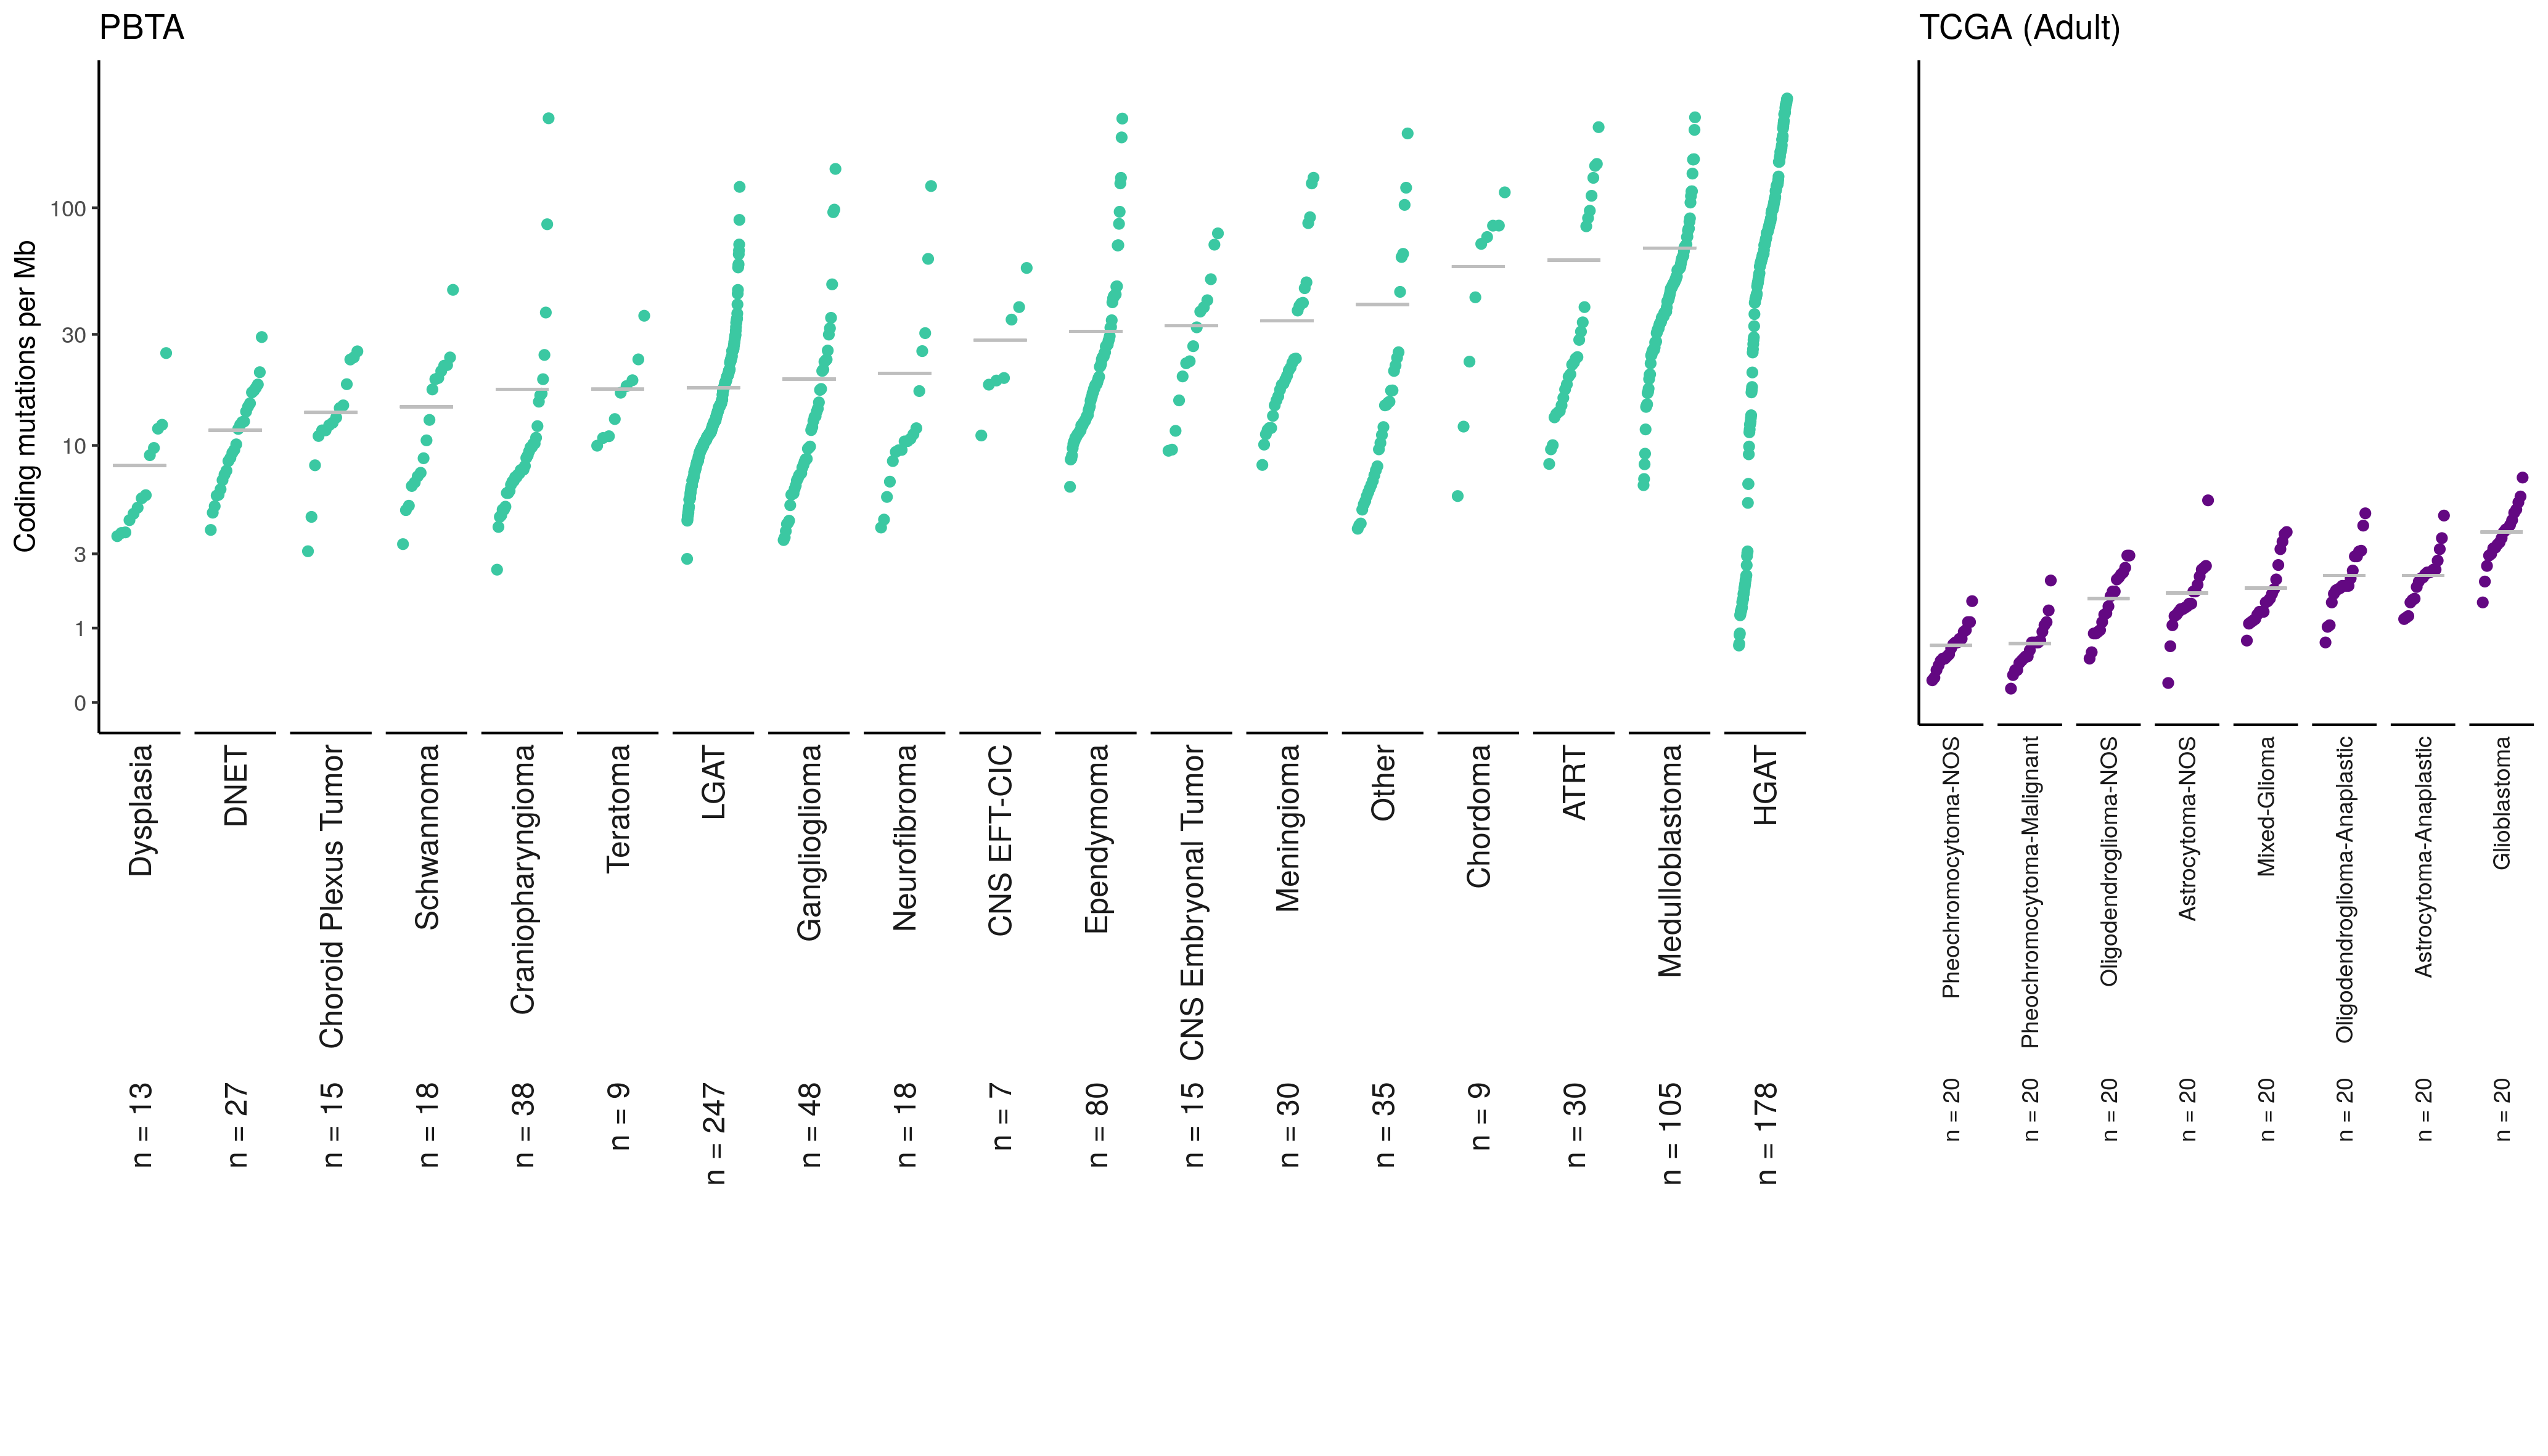 PBTA
TCGA (Adult)
Coding mutations per Mb
100
30
10
3
1
0
Dysplasia
DNET
Choroid Plexus Tumor
Schwannoma
Craniopharyngioma
Teratoma
LGAT
Ganglioglioma
Neurofibroma
CNS EFT-CIC
Ependymoma
CNS Embryonal Tumor
Meningioma
Other
Chordoma
ATRT
Medulloblastoma
HGAT
n = 13
n = 27
n = 15
n = 18
n = 38
n = 9
n = 247
n = 48
n = 18
n = 7
n = 80
n = 15
n = 30
n = 35
n = 9
n = 30
n = 105
n = 178
Pheochromocytoma-NOS
Pheochromocytoma-Malignant
Oligodendroglioma-NOS
Astrocytoma-NOS
Mixed-Glioma
Oligodendroglioma-Anaplastic
Astrocytoma-Anaplastic
Glioblastoma
n = 20
n = 20
n = 20
n = 20
n = 20
n = 20
n = 20
n = 20